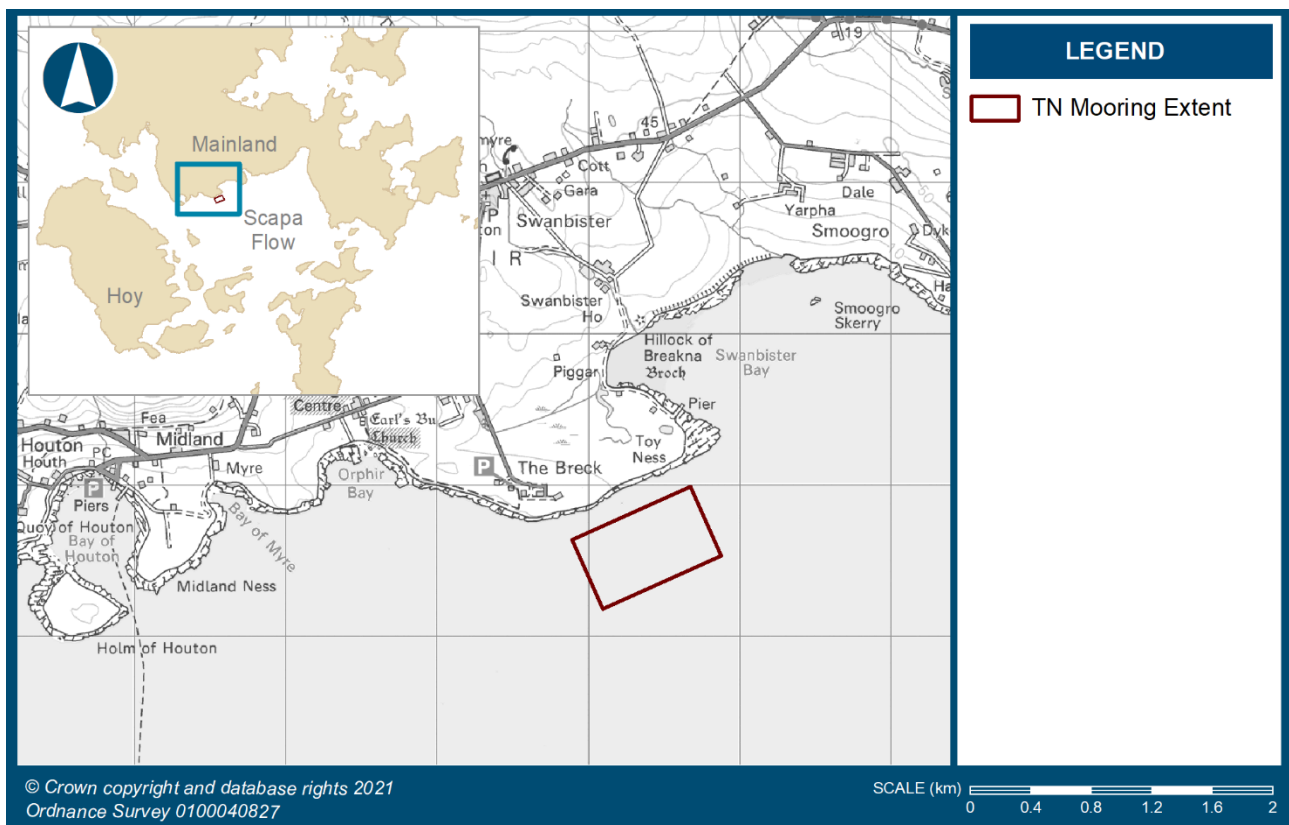 Mainland
Scapa
Flow
Hoy
19
45
myre
Cott
Gara
Swanbister
I R
Swanbister
Ho
Dale
Yarpha
Smoogro
Smoogro
Skerry
Hillock of
Breakna
Broch
Swanbister
Bay
Piggar
Pier
Toy
Ness
Centre
Earl's Bu
Church
Fea
Midland
Houton
Houth
PC
Myre
P
Piers
Orphir
Bay
P
The Breck
Quoy of Houton
Bay of
Houton
Bay of Myre
Midland Ness
Holm of Houton
LEGEND
TN Mooring Extent
© Crown copyright and database rights 2021
Ordnance Survey 0100040827
SCALE (km)
0 0.4 0.8 1.2 1.6 2